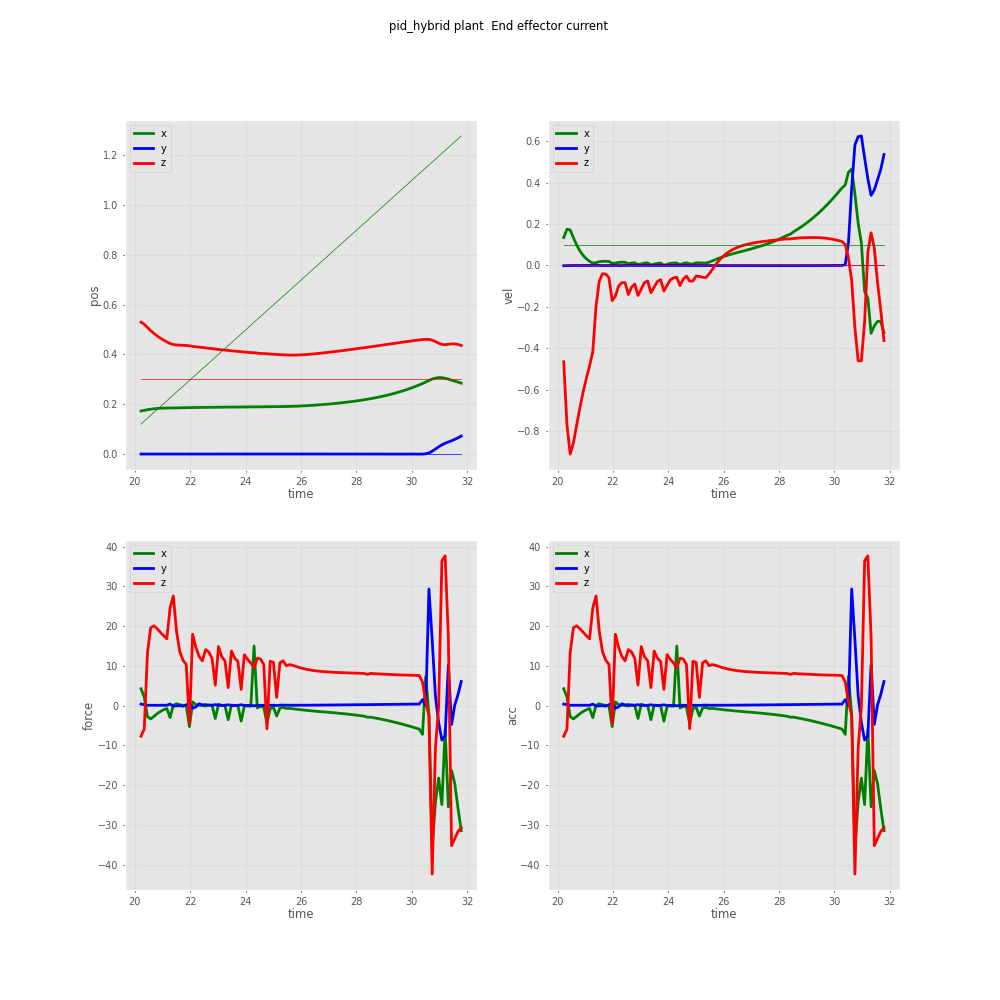 pid_hybrid plant  End effector current
x
y
z
pos
1.2
1.0
0.8
0.6
0.4
0.2
0.0
20 22 24 26 28 30 32
time
x
y
z
vel
0.6
0.4
0.2
0.0
−0.2
−0.4
−0.6
−0.8
20 22 24 26 28 30 32
time
x
y
z
force
40
30
20
10
0
−10
−20
−30
−40
20 22 24 26 28 30 32
time
x
y
z
acc
40
30
20
10
0
−10
−20
−30
−40
20 22 24 26 28 30 32
time